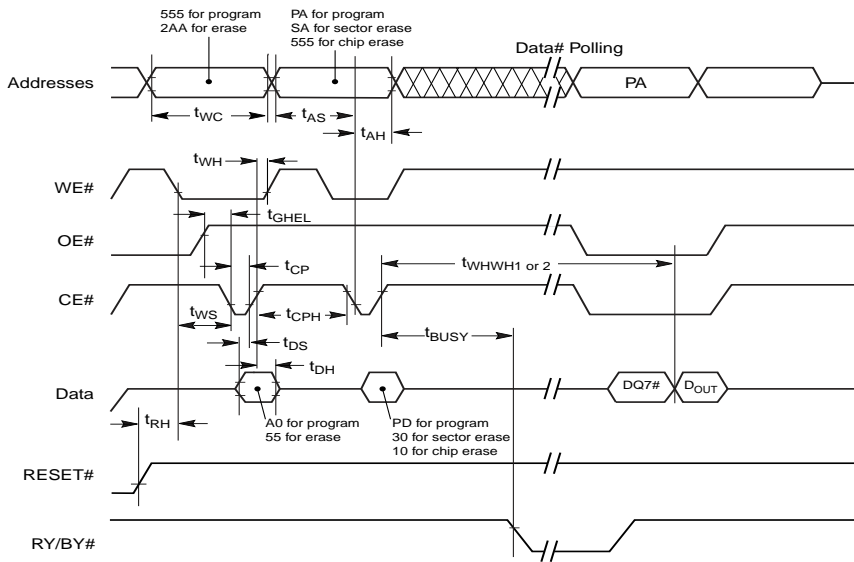 555 for program
2AA for erase
PA for program
SA for sector erase
555 for chip erase
Data# Polling
Addresses
PA
tWC
tAS
tAH
tWH
WE#
tGHEL
OE#
tWHWH1 or 2
tCP
CE#
tWS
tCPH
tBUSY
tDS
tDH
Data
DQ7#
DOUT
tRH
A0 for program
55 for erase
PD for program
30 for sector erase
10 for chip erase
RESET#
RY/BY#